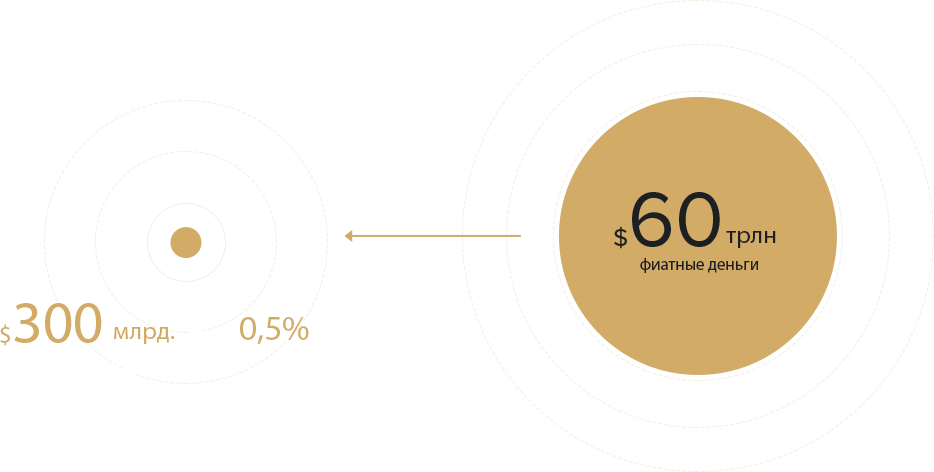 $300 млрд. 0,5%
$60 трлн
фиатные деньги